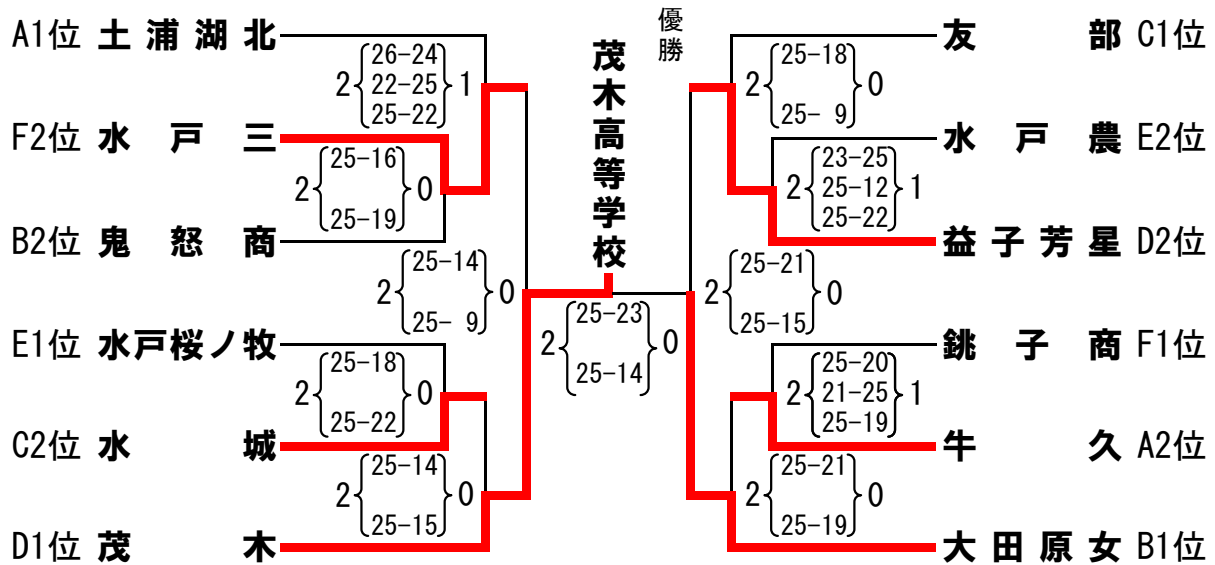 優勝
茂木高等学校
A1位 土浦湖北
2 26-24 1
22-25
25-22
F2位 水戸三
2 25-16 0
25-19
B2位 鬼怒商
2 25-14 0
25- 9
E1位 水戸桜ノ牧
2 25-18 0
25-22
C2位 水城
2 25-14 0
25-15
D1位 茂木
2 25-23 0
25-14
友部 C1位
2 25-18 0
25- 9
水戸農 E2位
2 23-25 1
25-12
25-22
益子芳星 D2位
2 25-21 0
25-15
銚子商 F1位
2 25-20 1
21-25
25-19
牛久 A2位
2 25-21 0
25-19
大田原女 B1位